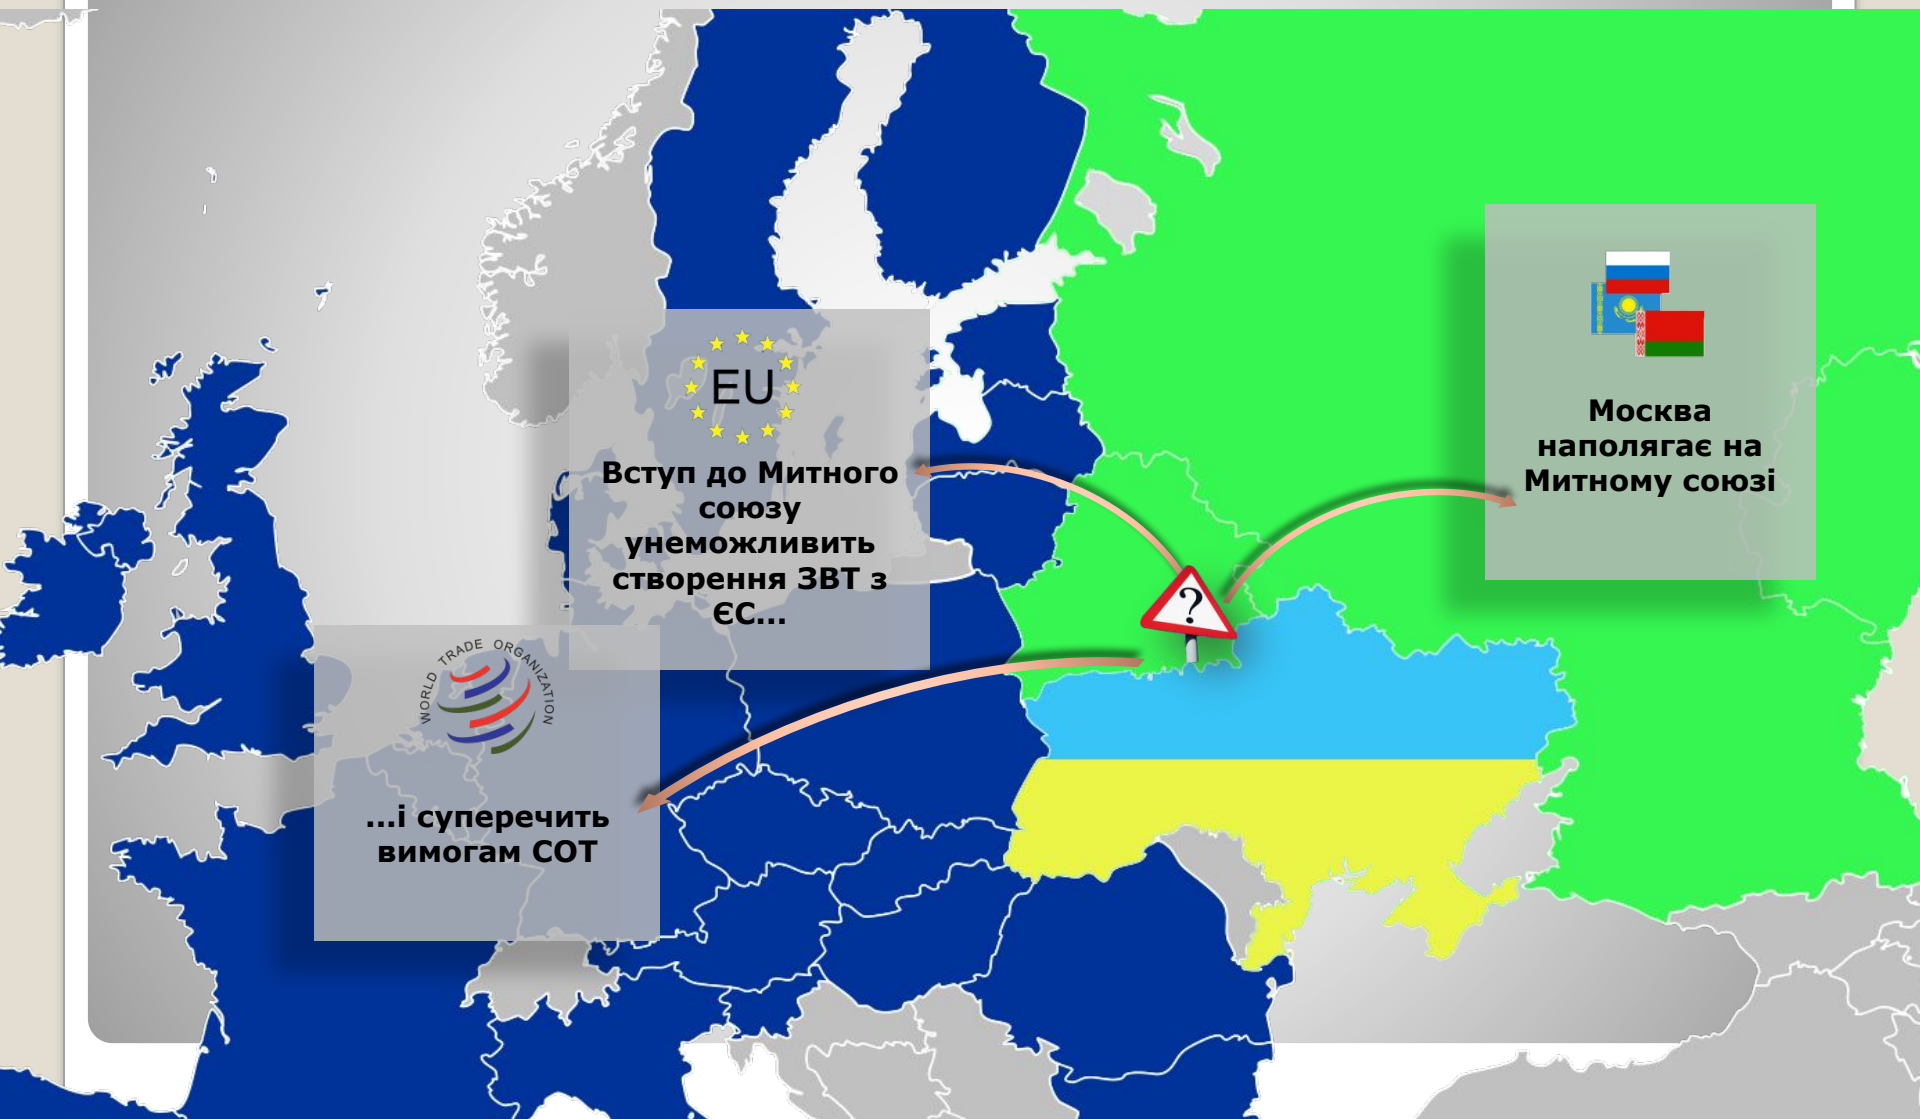 EU
Вступ до Митного
союзу
унеможливить
створення ЗВТ з
ЄС...
WORLD TRADE ORGANIZATION
...і суперечить
вимогам СОТ
?
Москва
наполягає на
Митному союзі